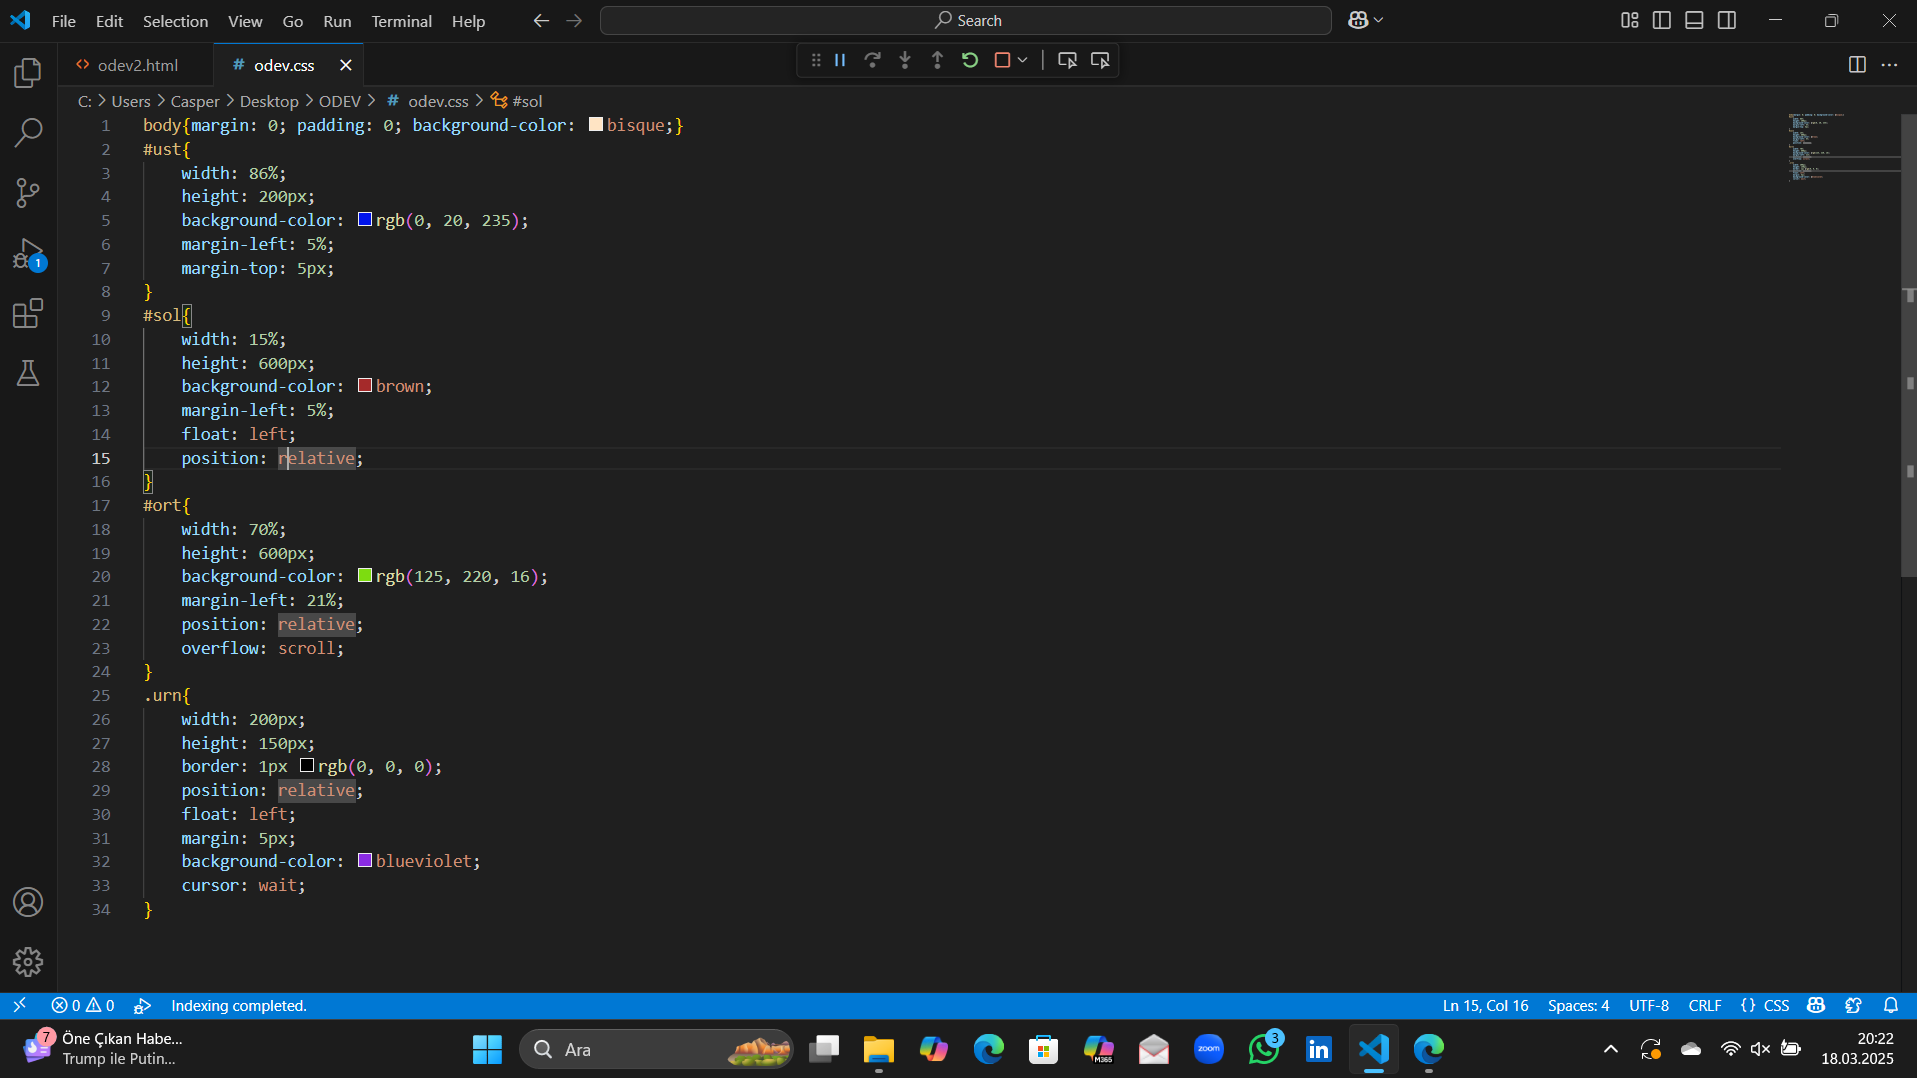 File Edit Selection View Go Run Terminal Help
Search
odev2.html
# odev.css
C: > Users > Casper > Desktop > ODEV > # odev.css > #sol
1 body{margin: 0; padding: 0; background-color: bisque;}
2 #ust{
3 width: 86%;
4 height: 200px;
5 background-color: rgb(0, 20, 235);
6 margin-left: 5%;
7 margin-top: 5px;
8 }
9 #sol{
10 width: 15%;
11 height: 600px;
12 background-color: brown;
13 margin-left: 5%;
14 float: left;
15 position: relative;
16 }
17 #ort{
18 width: 70%;
19 height: 600px;
20 background-color: rgb(125, 220, 16);
21 margin-left: 21%;
22 position: relative;
23 overflow: scroll;
24 }
25 .urn{
26 width: 200px;
27 height: 150px;
28 border: 1px rgb(0, 0, 0);
29 position: relative;
30 float: left;
31 margin: 5px;
32 background-color: blueviolet;
33 cursor: wait;
34 }
1
0 0 Indexing completed.
Ln 15, Col 16 Spaces: 4 UTF-8 CRLF {} CSS
7
Öne Çıkan Habe...
Trump ile Putin...
Ara
M365
zoom
3
in
20:22
18.03.2025